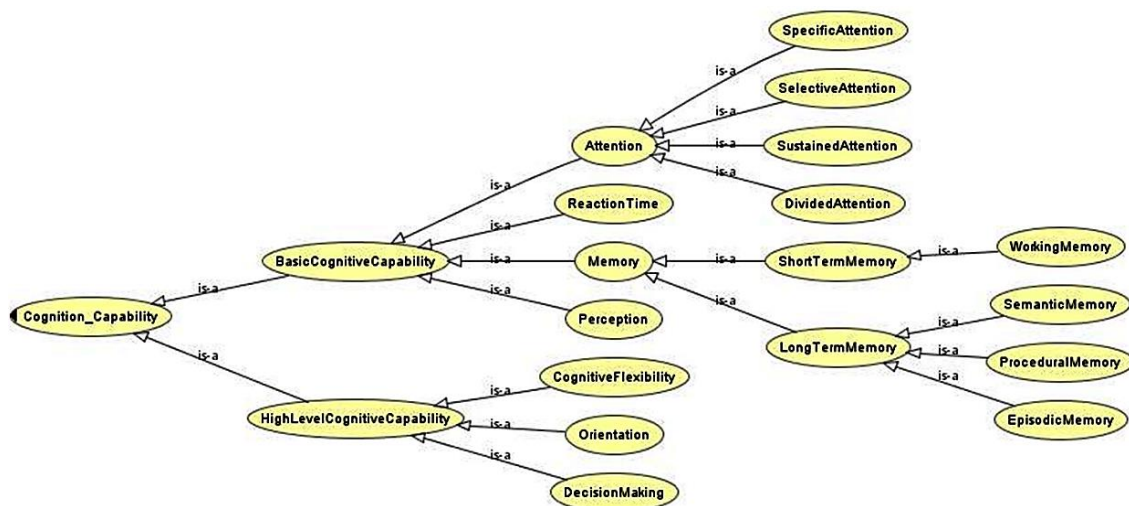 SpecificAttention
is-a
SelectiveAttention
is-a
Attention
is-a
SustainedAttention
is-a
is-a
DividedAttention
ReactionTime
is-a
BasicCognitiveCapability
is-a
Memory
is-a
ShortTermMemory
is-a
WorkingMemory
is-a
is-a
Cognition_Capability
is-a
Perception
is-a
LongTermMemory
is-a
SemanticMemory
is-a
ProceduralMemory
is-a
EpisodicMemory
is-a
HighLevelCognitiveCapability
is-a
CognitiveFlexibility
is-a
Orientation
is-a
DecisionMaking